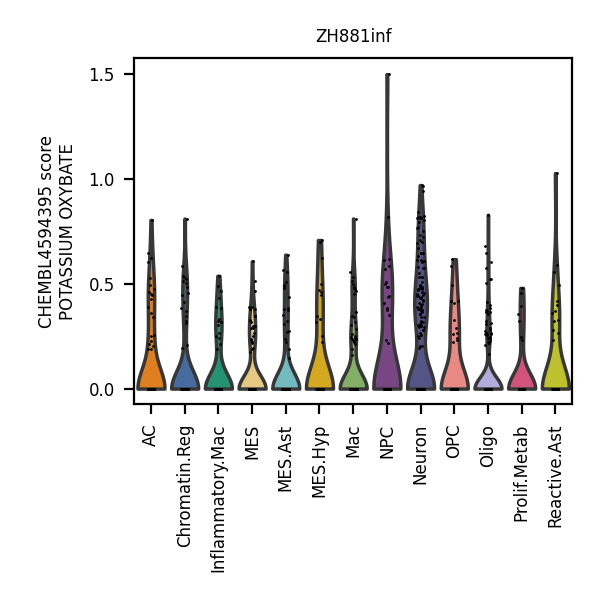 ZH881inf
CHEMBL4594395 score
POTASSIUM OXYBATE
1.5
1.0
0.5
0.0
AC
Chromatin.Reg
Inflammatory.Mac
MES
MES.Ast
MES.Hyp
Mac
NPC
Neuron
OPC
Oligo
Prolif.Metab
Reactive.Ast